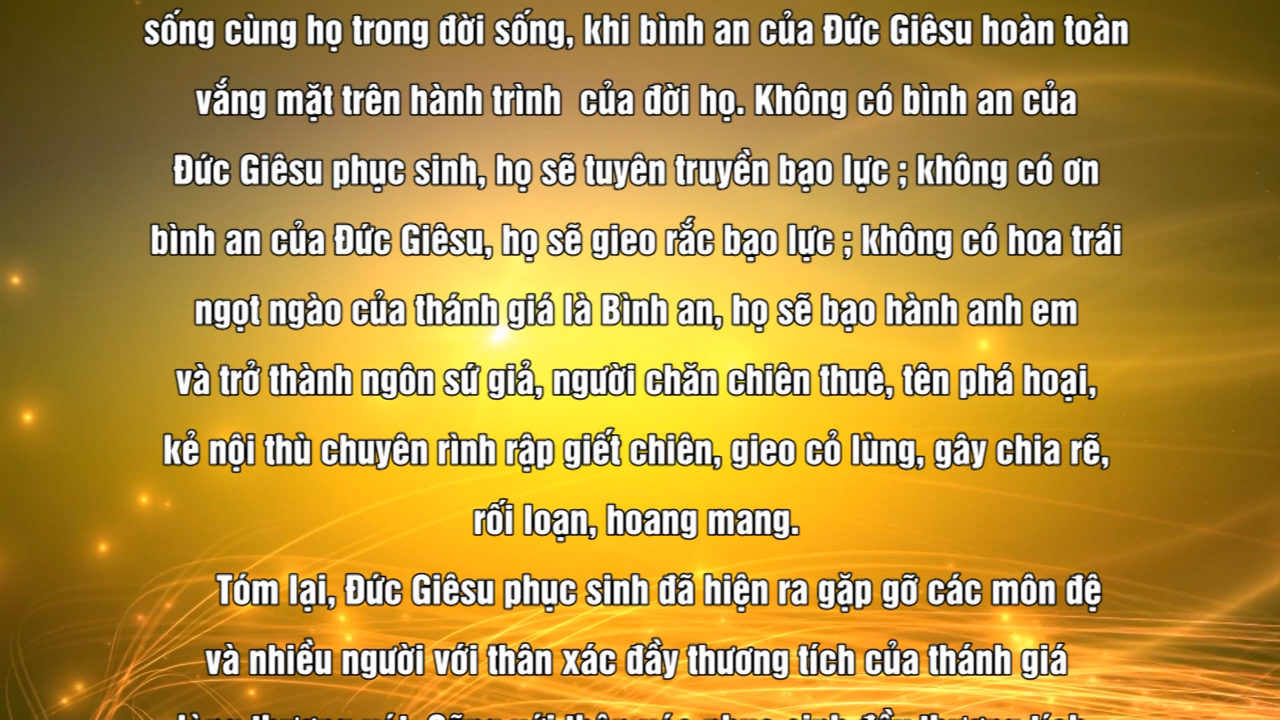 sống cùng họ trong đời sống, khi bình an của Đức Giêsu hoàn toàn
vắng mặt trên hành trình  của đời họ. Không có bình an của
Đức Giêsu phục sinh, họ sẽ tuyên truyền bạo lực ; không có ơn
bình an của Đức Giêsu, họ sẽ gieo rắc bạo lực ; không có hoa trái
ngọt ngào của thánh giá là Bình an, họ sẽ bạo hành anh em
và trở thành ngôn sứ giả, người chăn chiên thuê, tên phá hoại,
kẻ nội thù chuyên rình rập giết chiên, gieo cỏ lùng, gây chia rẽ,
rối loạn, hoang mang.
Tóm lại, Đức Giêsu phục sinh đã hiện ra gặp gỡ các môn đệ
và nhiều người với thân xác đầy thương tích của thánh giá